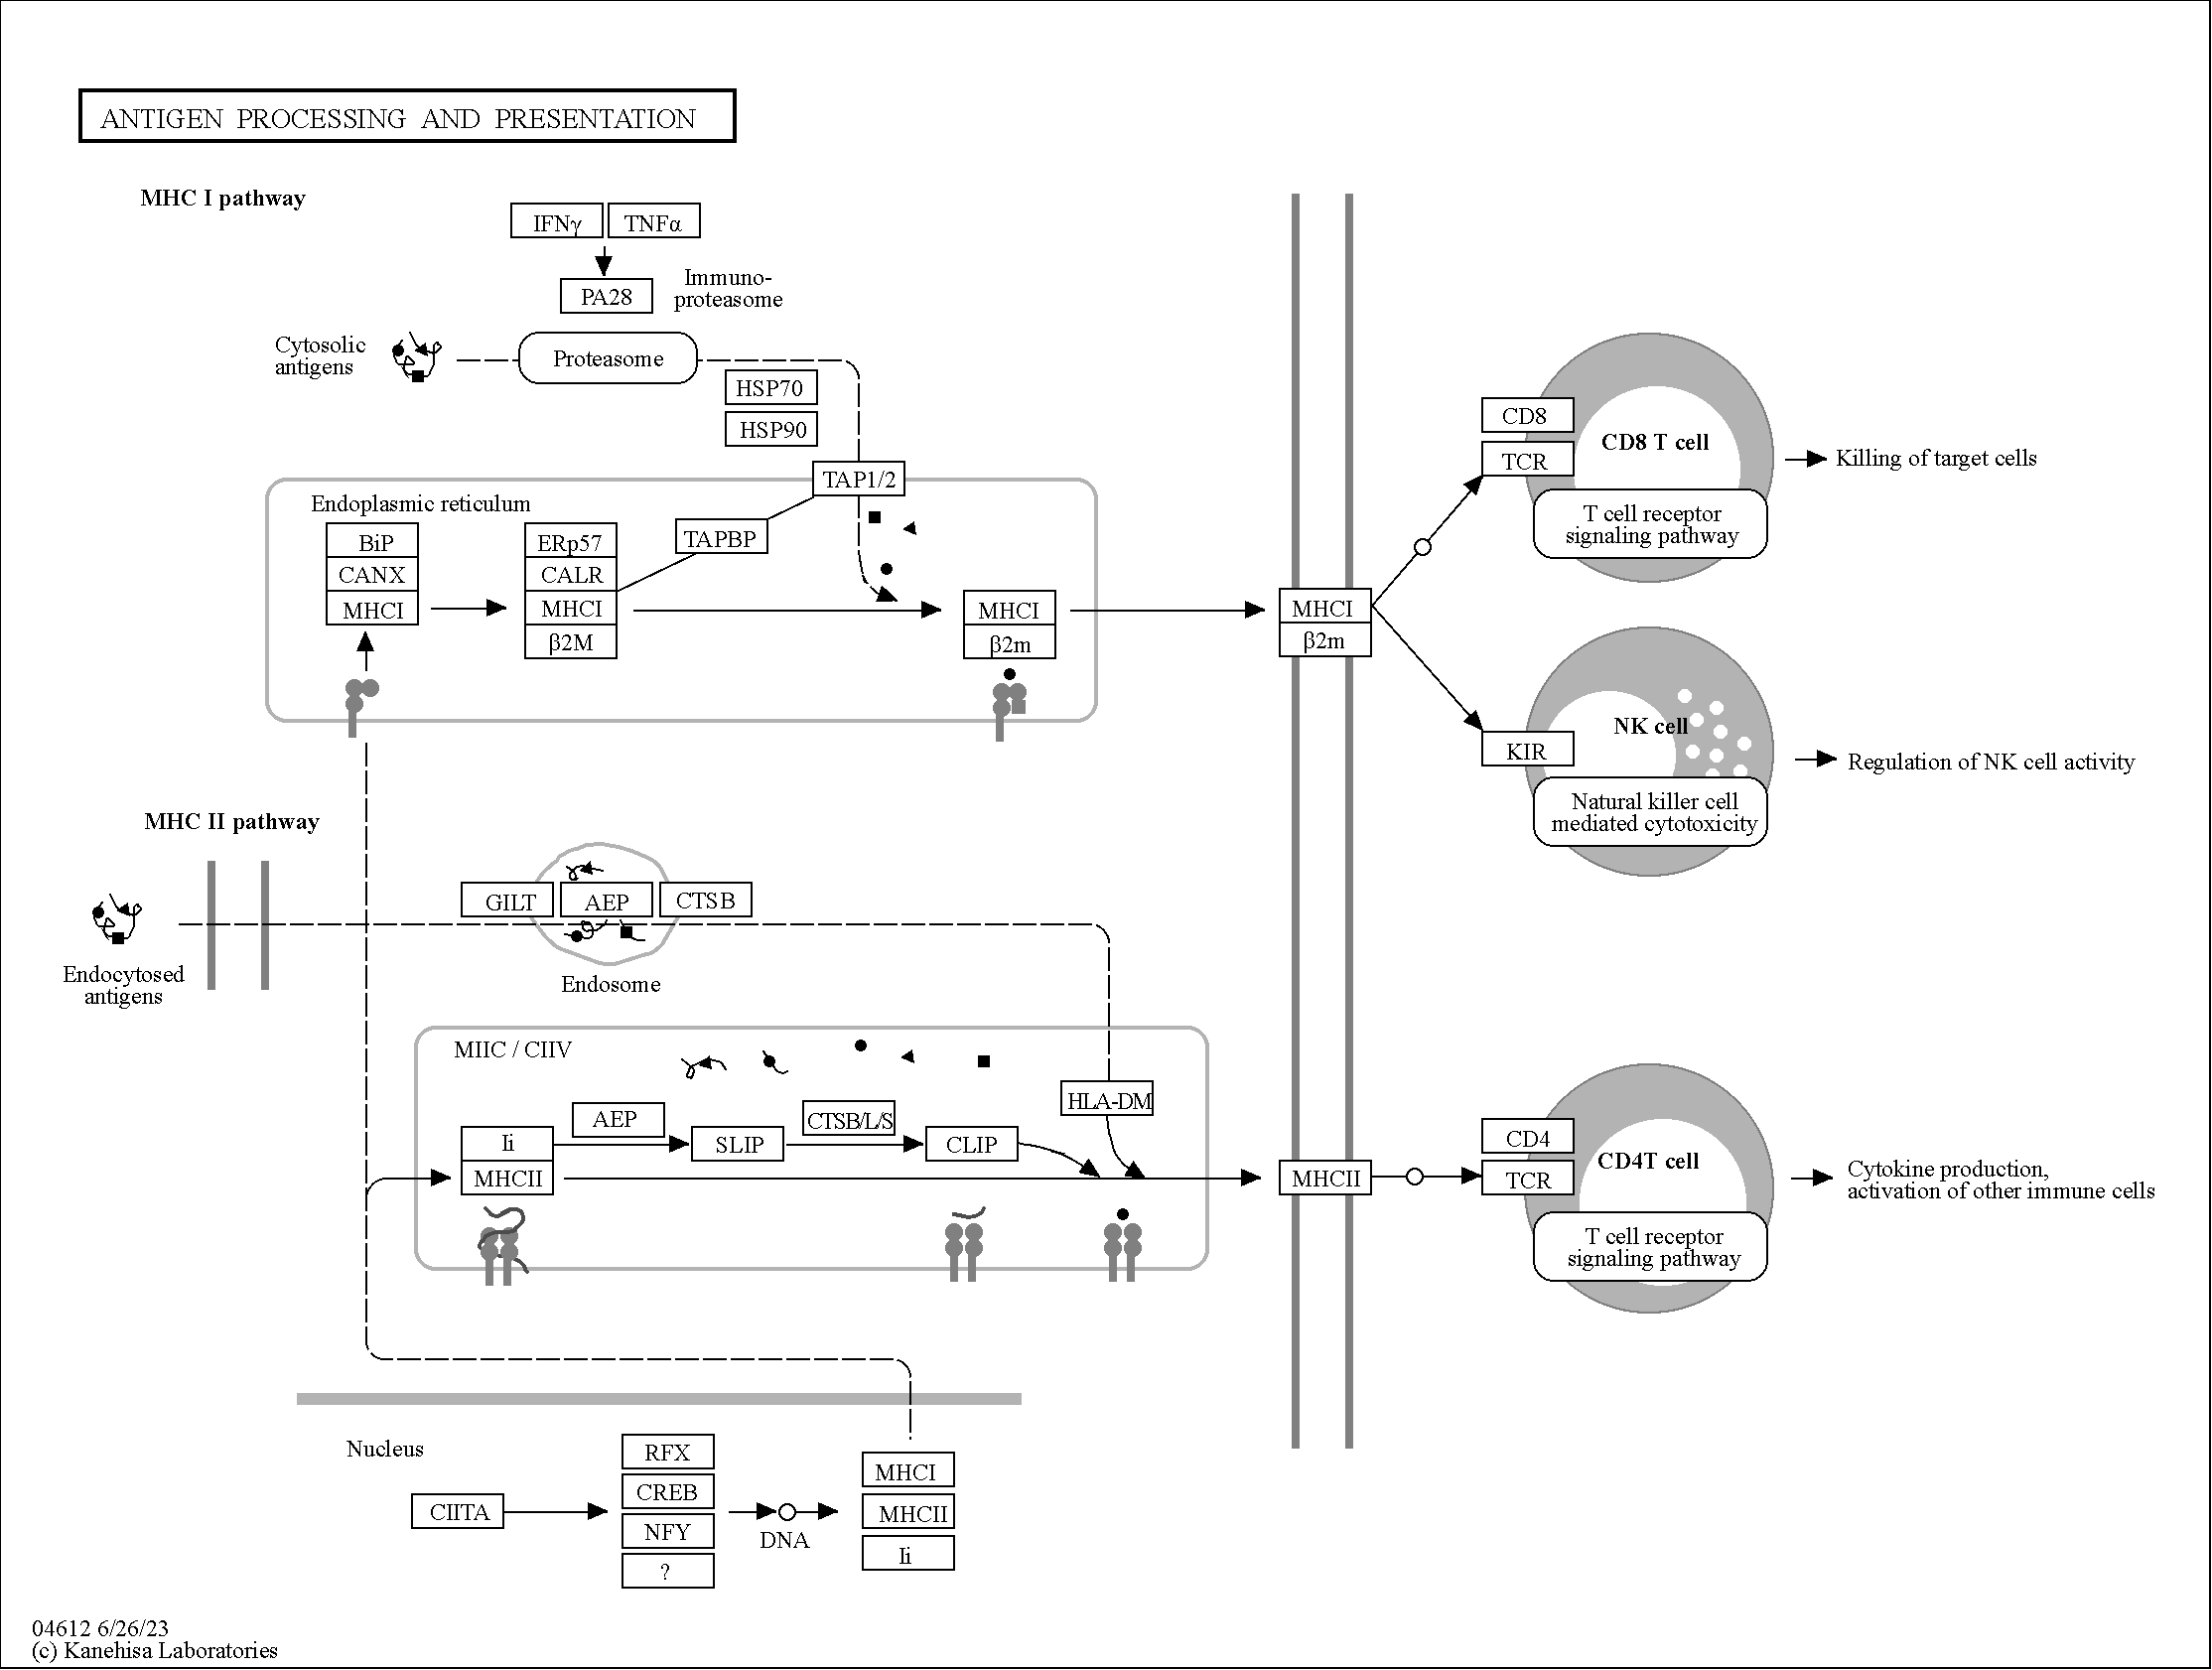 ANTIGEN PROCESSING AND PRESENTATION
MHC I pathway
IFNγ
TNFα
PA28
Immuno-
proteasome
Cytosolic
antigens
Proteasome
HSP70
HSP90
TAP1/2
Endoplasmic reticulum
BiP
CANX
MHCI
ERp57
CALR
MHCI
β2M
TAPBP
MHCI
β2m
MHCI
β2m
CD8
TCR
CD8 T cell
T cell receptor
signaling pathway
Killing of target cells
KIR
NK cell
Natural killer cell
mediated cytotoxicity
Regulation of NK cell activity
MHC II pathway
Endocytosed
antigens
GILT
AEP
CTSB
Endosome
MIIC / CIIV
Ii
MHCII
AEP
SLIP
CTSB/L/S
CLIP
HLA-DM
MHCII
CD4
TCR
CD4T cell
T cell receptor
signaling pathway
Cytokine production,
activation of other immune cells
Nucleus
CIITA
RFX
CREB
NFY
?
DNA
MHCI
MHCII
Ii
04612 6/26/23
(c) Kanehisa Laboratories